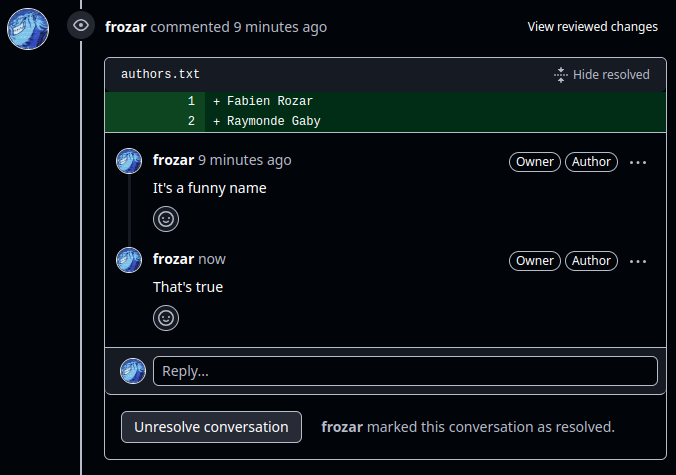 frozar commented 9 minutes ago View reviewed changes
authors.txt Hide resolved
1 + Fabien Rozar
2 + Raymonde Gaby
frozar 9 minutes ago Owner Author ...
It's a funny name
frozar now Owner Author ...
That's true
Reply...
Unresolve conversation frozar marked this conversation as resolved.